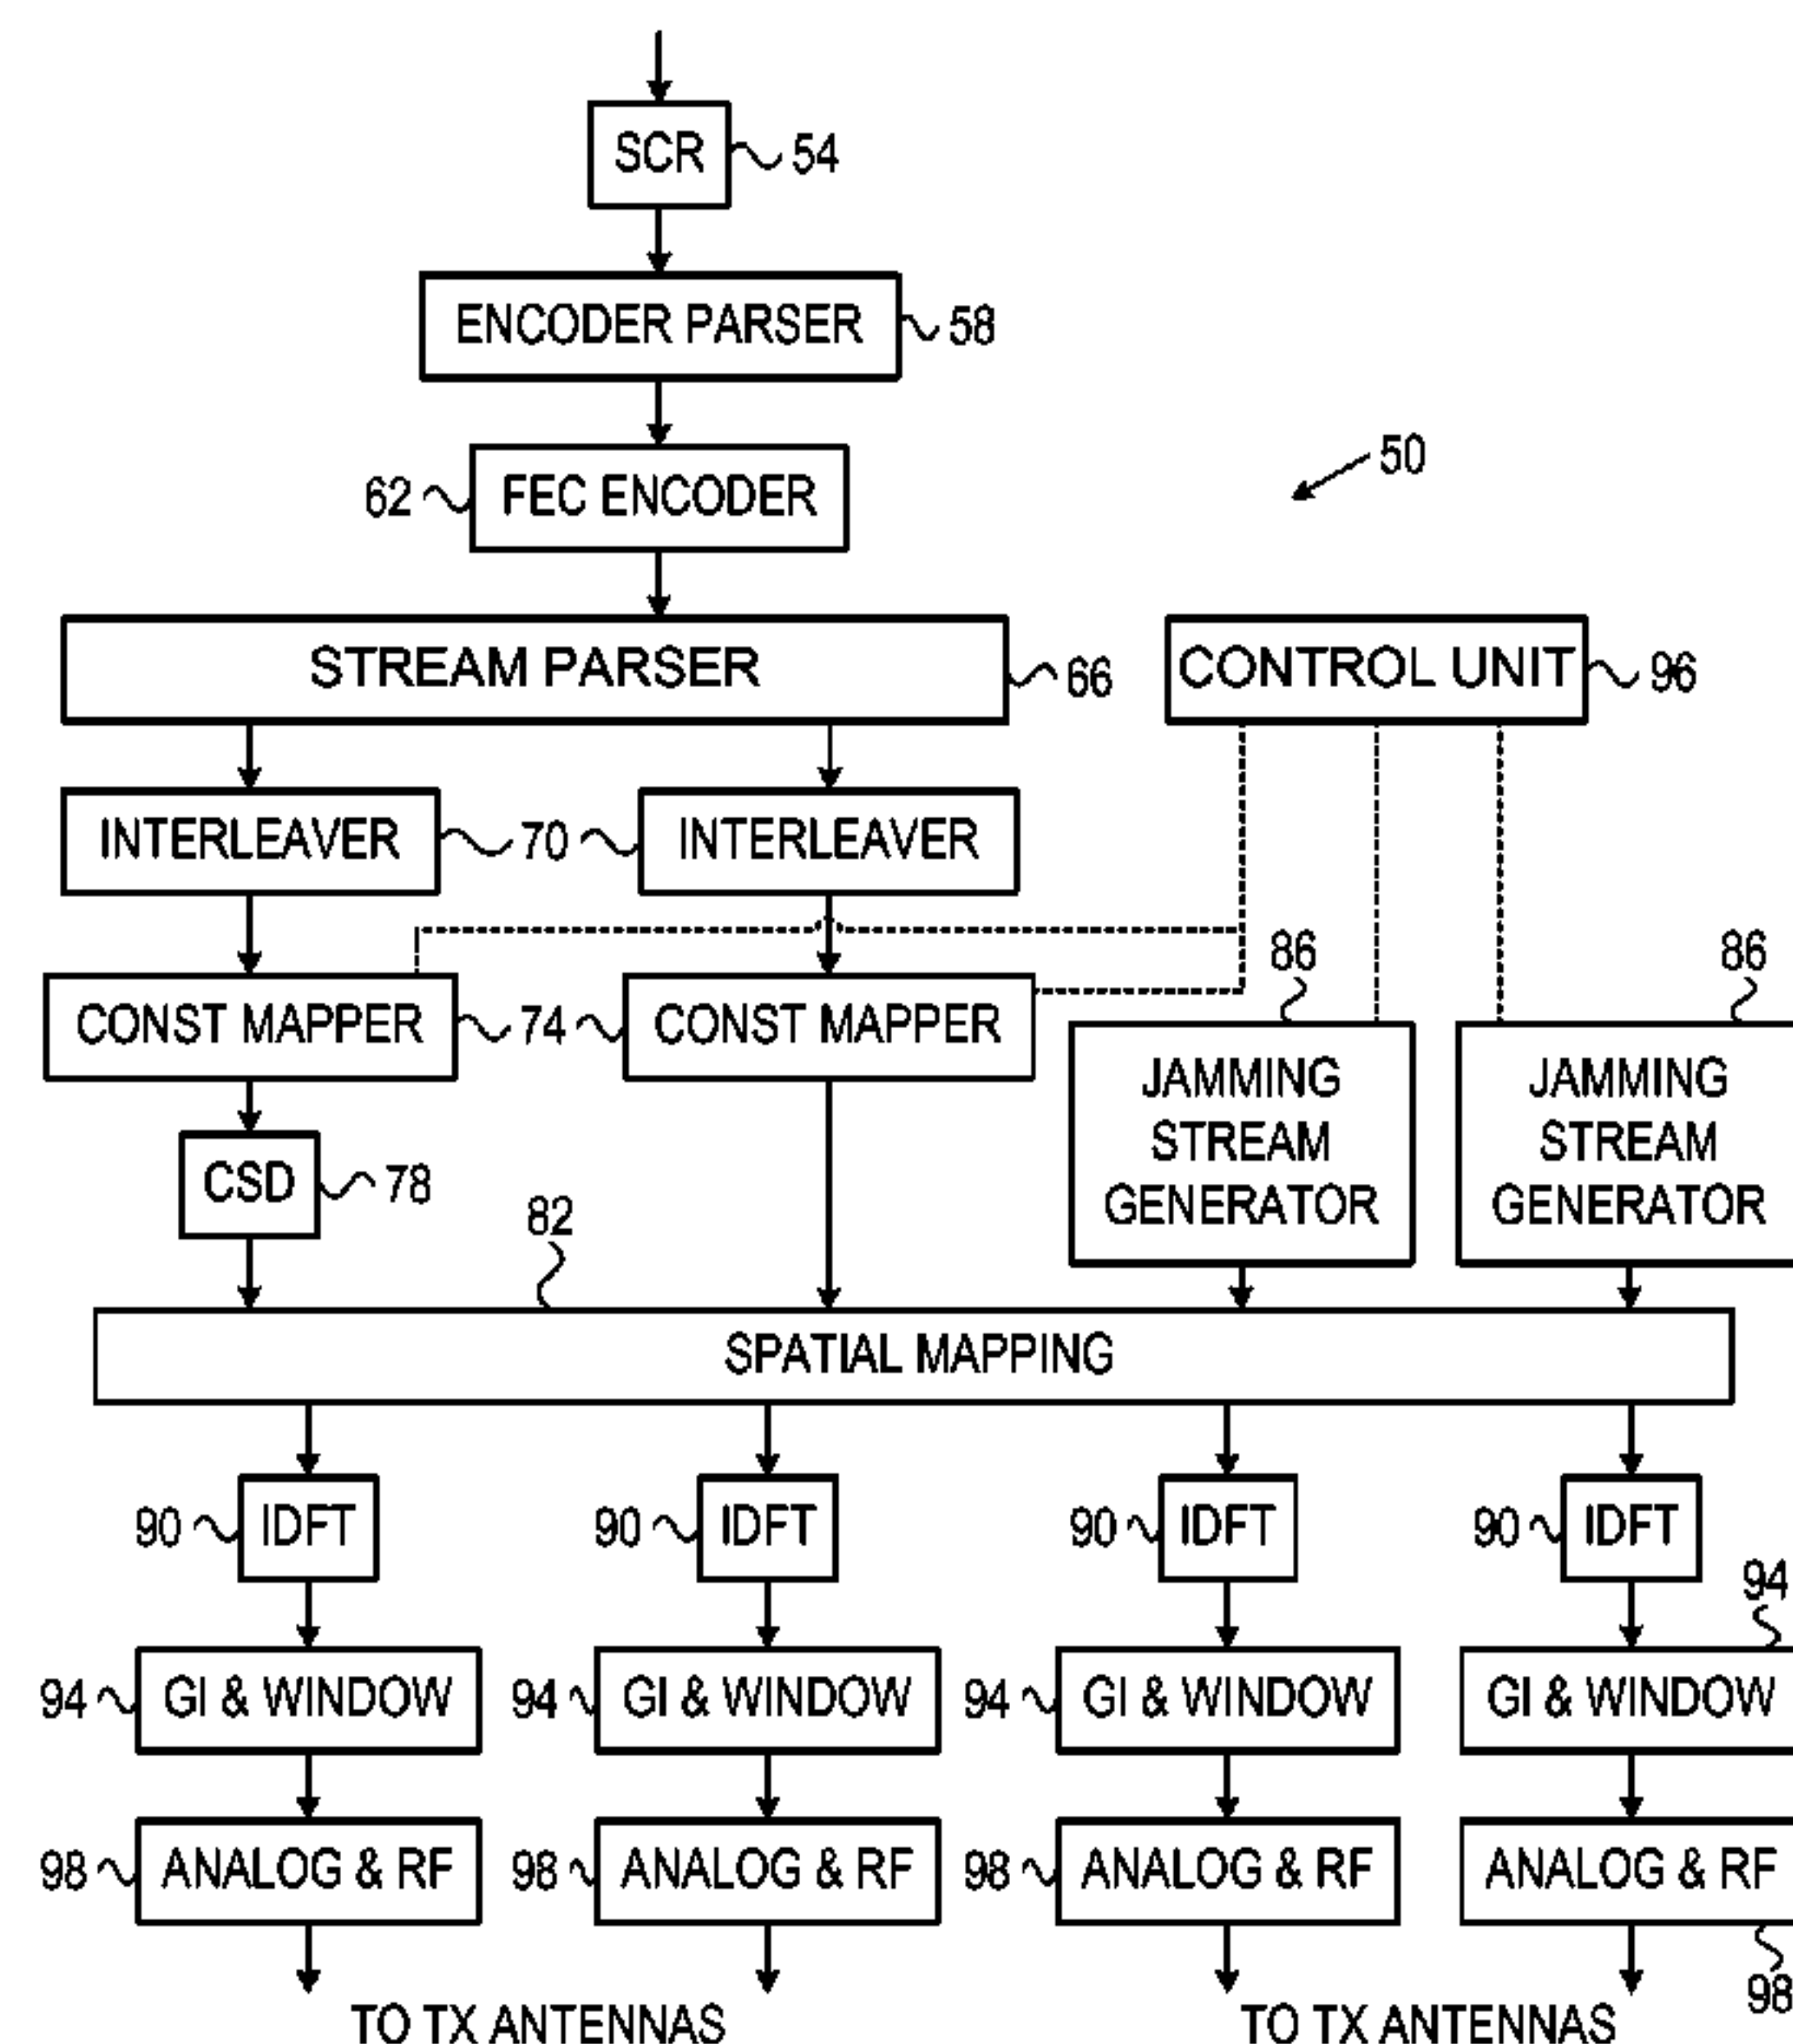 SCR 54
ENCODER PARSER 58
62 FEC ENCODER
50
STREAM PARSER 66 CONTROL UNIT 96
INTERLEAVER 70 INTERLEAVER
86 86
CONST MAPPER 74 CONST MAPPER
JAMMING STREAM GENERATOR
JAMMING STREAM GENERATOR
CSD 78
82
SPATIAL MAPPING
90 IDFT 90 IDFT 90 IDFT 90 IDFT
94
94 GI & WINDOW 94 GI & WINDOW 94 GI & WINDOW GI & WINDOW
98 ANALOG & RF 98 ANALOG & RF 98 ANALOG & RF ANALOG & RF
98
TO TX ANTENNAS TO TX ANTENNAS